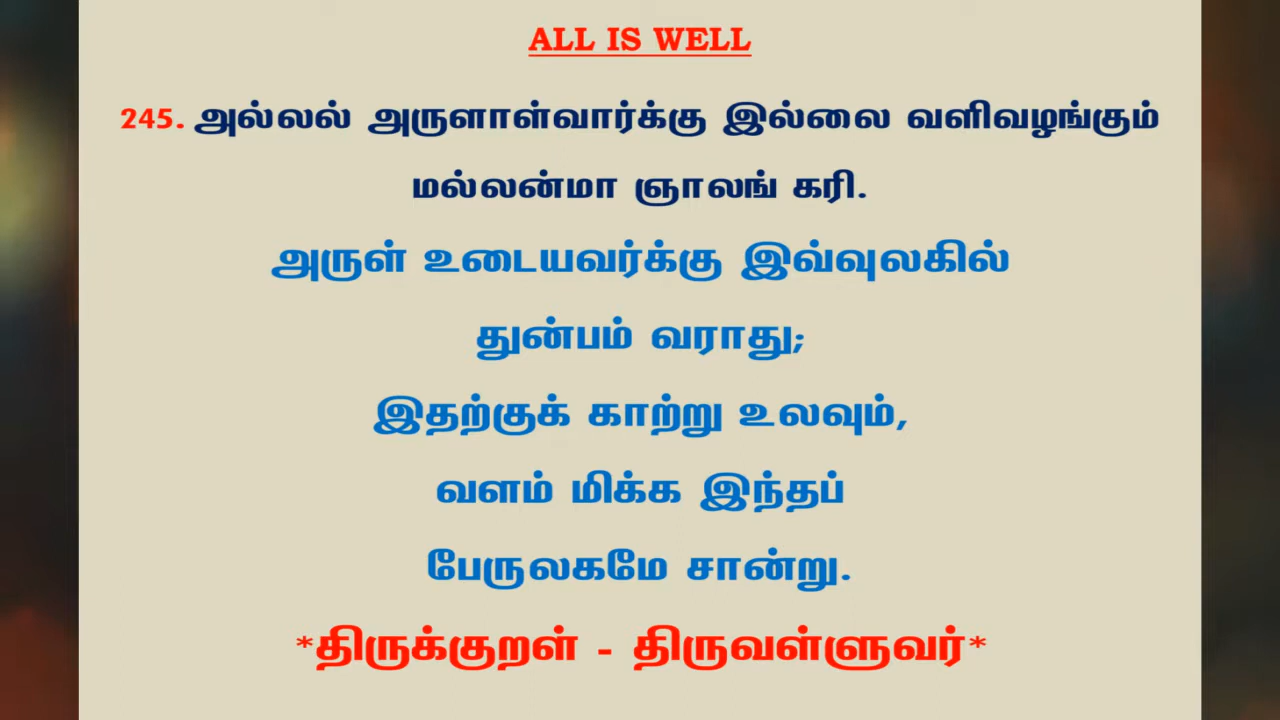 ALL IS WELL
245. அல்லல் அருளாள்வார்க்கு இல்லை வளிவழங்கும்
மல்லன்மா ஞாலங் கரி.
அருள் உடையவர்க்கு இவ்வுலகில்
துன்பம் வராது;
இதற்குக் காற்று உலவும்,
வளம் மிக்க இந்தப்
பேருலகமே சான்று.
*திருக்குறள் - திருவள்ளுவர்*